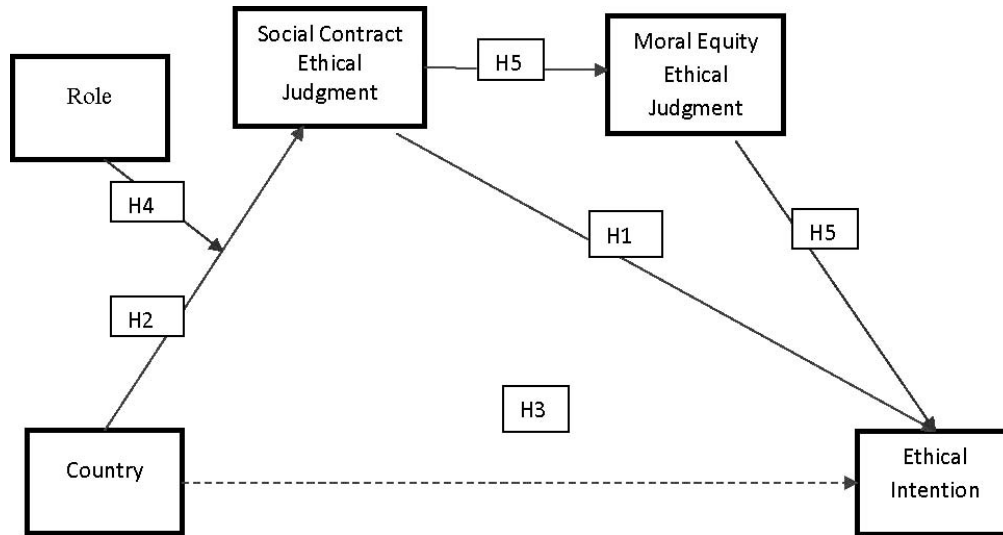 Social Contract
Ethical
Judgment
H5
Moral Equity
Ethical
Judgment
Role
H4
H1
H5
H2
H3
Country
Ethical
Intention